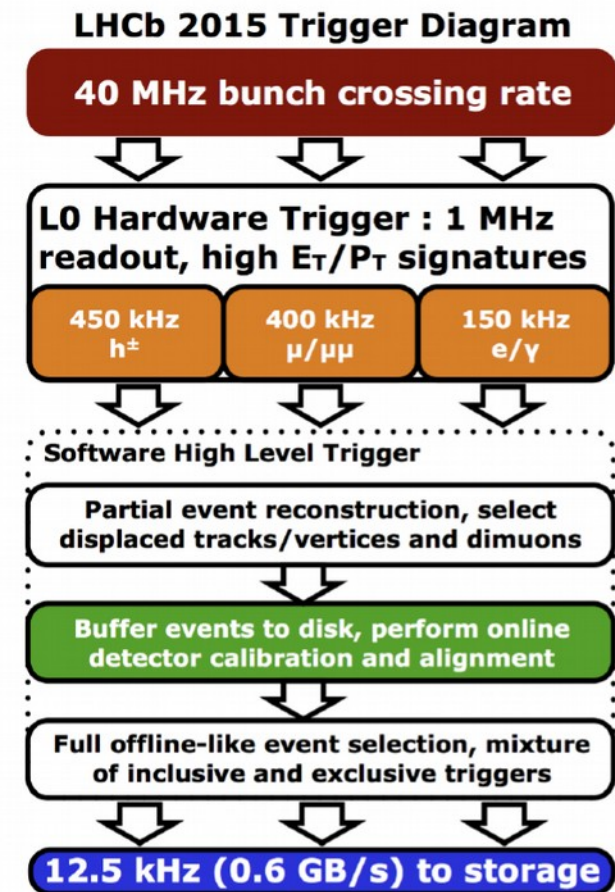 LHCb 2015 Trigger Diagram
40 MHz bunch crossing rate
L0 Hardware Trigger : 1 MHz
readout, high ET/PT signatures
450 kHz
h±
400 kHz
µ/µµ
150 kHz
e/γ
Software High Level Trigger
Partial event reconstruction, select
displaced tracks/vertices and dimuons
Buffer events to disk, perform online
detector calibration and alignment
Full offline-like event selection, mixture
of inclusive and exclusive triggers
12.5 kHz (0.6 GB/s) to storage